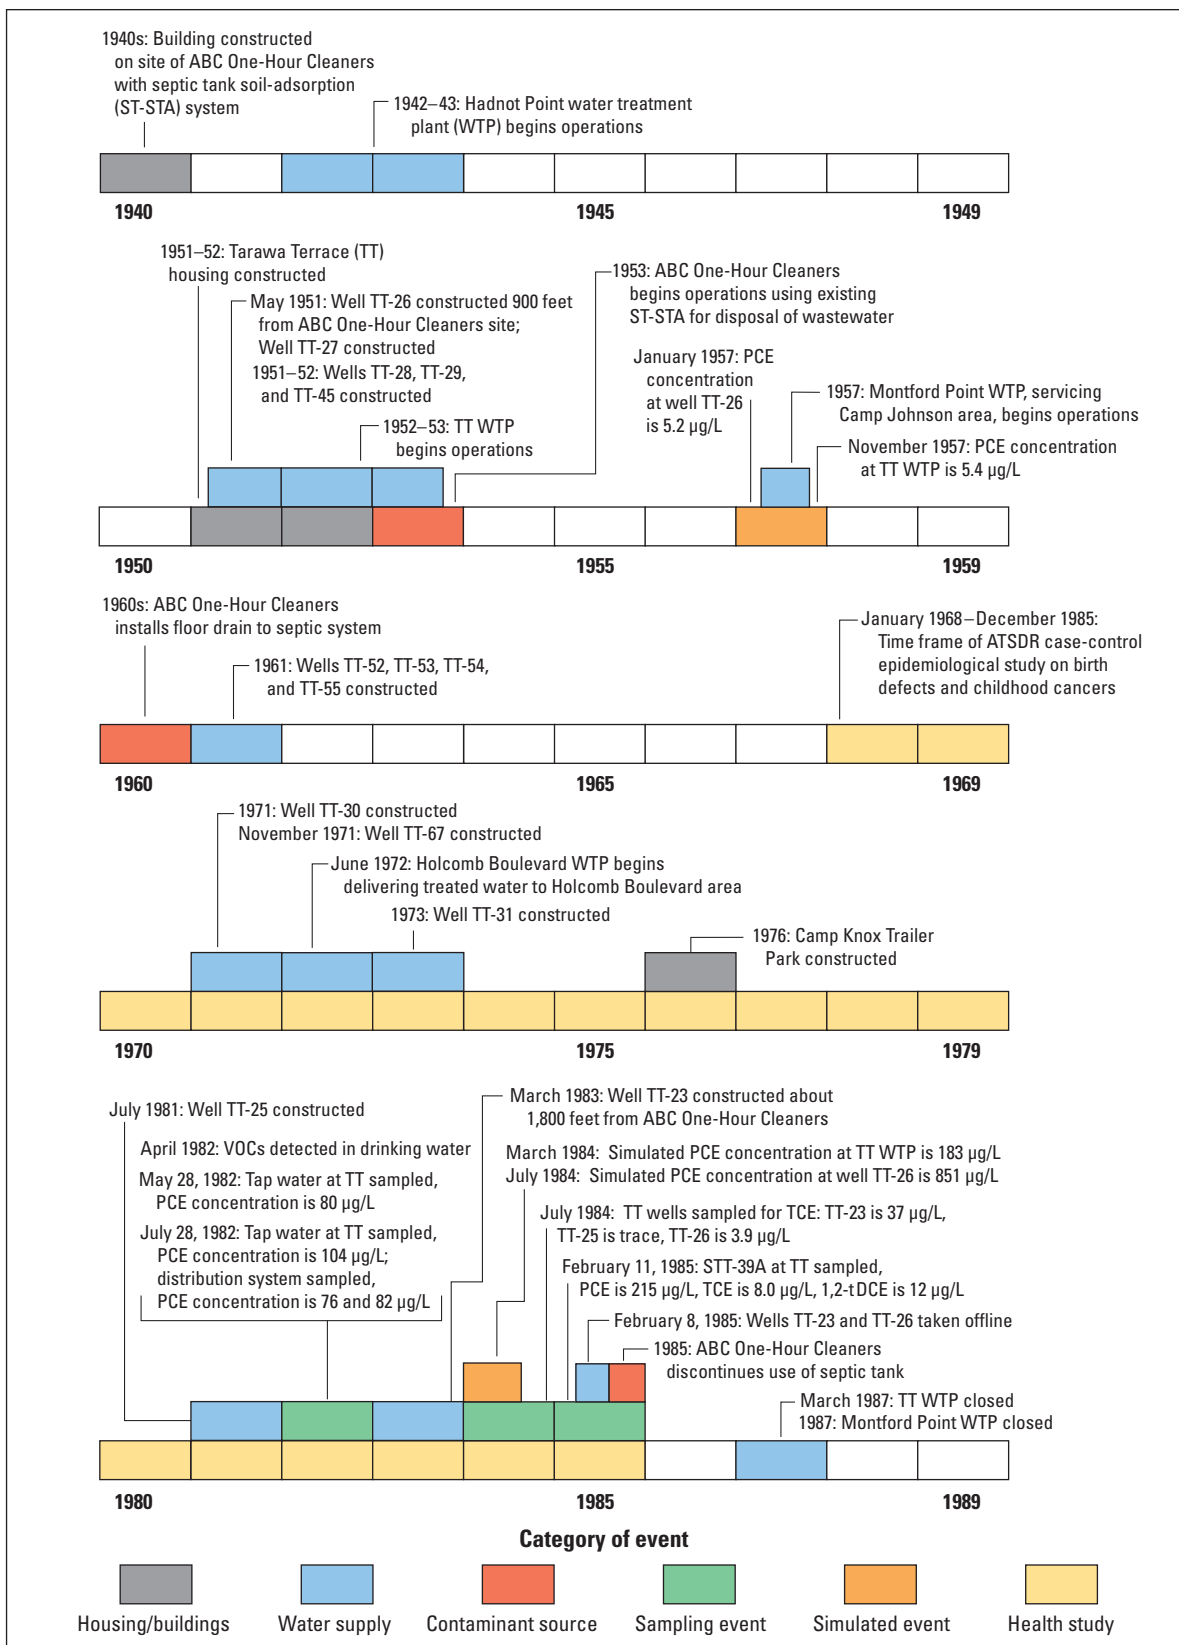 1940s: Building constructed
on site of ABC One-Hour Cleaners
with septic tank soil-adsorption
(ST-STA) system
1942–43: Hadnot Point water treatment
plant (WTP) begins operations
1940
1945
1949
1951–52: Tarawa Terrace (TT)
housing constructed
May 1951: Well TT-26 constructed 900 feet
from ABC One-Hour Cleaners site;
Well TT-27 constructed
1951–52: Wells TT-28, TT-29,
and TT-45 constructed
1952–53: TT WTP
begins operations
1953: ABC One-Hour Cleaners
begins operations using existing
ST-STA for disposal of wastewater
January 1957: PCE
concentration
at well TT-26
is 5.2 µg/L
1957: Montford Point WTP, servicing
Camp Johnson area, begins operations
November 1957: PCE concentration
at TT WTP is 5.4 µg/L
1950
1955
1959
1960s: ABC One-Hour Cleaners
installs floor drain to septic system
1961: Wells TT-52, TT-53, TT-54,
and TT-55 constructed
January 1968–December 1985:
Time frame of ATSDR case-control
epidemiological study on birth
defects and childhood cancers
1960
1965
1969
1971: Well TT-30 constructed
November 1971: Well TT-67 constructed
June 1972: Holcomb Boulevard WTP begins
delivering treated water to Holcomb Boulevard area
1973: Well TT-31 constructed
1976: Camp Knox Trailer
Park constructed
1970
1975
1979
July 1981: Well TT-25 constructed
April 1982: VOCs detected in drinking water
May 28, 1982: Tap water at TT sampled,
PCE concentration is 80 µg/L
July 28, 1982: Tap water at TT sampled,
PCE concentration is 104 µg/L;
distribution system sampled,
PCE concentration is 76 and 82 µg/L
March 1983: Well TT-23 constructed about
1,800 feet from ABC One-Hour Cleaners
March 1984: Simulated PCE concentration at TT WTP is 183 µg/L
July 1984: Simulated PCE concentration at well TT-26 is 851 µg/L
July 1984: TT wells sampled for TCE: TT-23 is 37 µg/L,
TT-25 is trace, TT-26 is 3.9 µg/L
February 11, 1985: STT-39A at TT sampled,
PCE is 215 µg/L, TCE is 8.0 µg/L, 1,2-tDCE is 12 µg/L
February 8, 1985: Wells TT-23 and TT-26 taken offline
1985: ABC One-Hour Cleaners
discontinues use of septic tank
March 1987: TT WTP closed
1987: Montford Point WTP closed
1980
1985
1989
Category of event
Housing/buildings
Water supply
Contaminant source
Sampling event
Simulated event
Health study